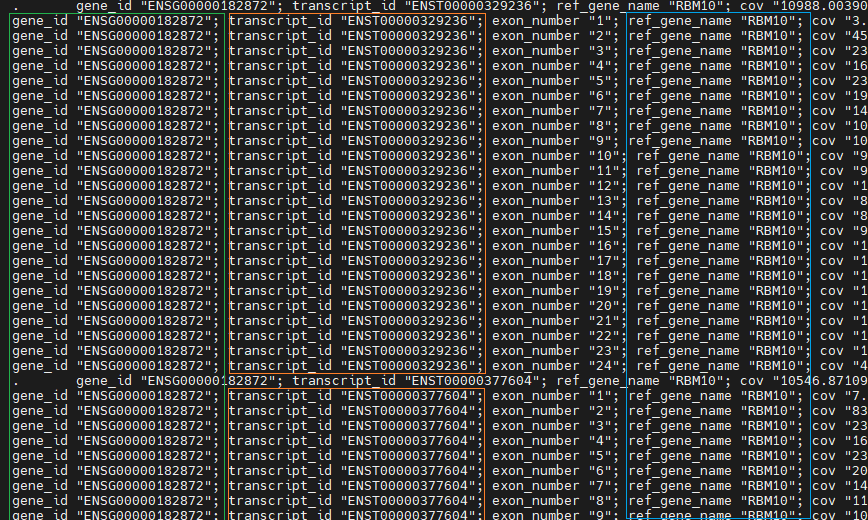 . gene_id "ENSG00000182872"; transcript_id "ENST00000329236"; ref_gene_name "RBM10"; cov "10988.00390
gene_id "ENSG00000182872"; transcript_id "ENST00000329236"; exon_number "1"; ref_gene_name "RBM10"; cov "3.
gene_id "ENSG00000182872"; transcript_id "ENST00000329236"; exon_number "2"; ref_gene_name "RBM10"; cov "45
gene_id "ENSG00000182872"; transcript_id "ENST00000329236"; exon_number "3"; ref_gene_name "RBM10"; cov "23
gene_id "ENSG00000182872"; transcript_id "ENST00000329236"; exon_number "4"; ref_gene_name "RBM10"; cov "16
gene_id "ENSG00000182872"; transcript_id "ENST00000329236"; exon_number "5"; ref_gene_name "RBM10"; cov "23
gene_id "ENSG00000182872"; transcript_id "ENST00000329236"; exon_number "6"; ref_gene_name "RBM10"; cov "19
gene_id "ENSG00000182872"; transcript_id "ENST00000329236"; exon_number "7"; ref_gene_name "RBM10"; cov "14
gene_id "ENSG00000182872"; transcript_id "ENST00000329236"; exon_number "8"; ref_gene_name "RBM10"; cov "10
gene_id "ENSG00000182872"; transcript_id "ENST00000329236"; exon_number "9"; ref_gene_name "RBM10"; cov "10
gene_id "ENSG00000182872"; transcript_id "ENST00000329236"; exon_number "10"; ref_gene_name "RBM10"; cov "9
gene_id "ENSG00000182872"; transcript_id "ENST00000329236"; exon_number "11"; ref_gene_name "RBM10"; cov "9
gene_id "ENSG00000182872"; transcript_id "ENST00000329236"; exon_number "12"; ref_gene_name "RBM10"; cov "1
gene_id "ENSG00000182872"; transcript_id "ENST00000329236"; exon_number "13"; ref_gene_name "RBM10"; cov "8
gene_id "ENSG00000182872"; transcript_id "ENST00000329236"; exon_number "14"; ref_gene_name "RBM10"; cov "8
gene_id "ENSG00000182872"; transcript_id "ENST00000329236"; exon_number "15"; ref_gene_name "RBM10"; cov "9
gene_id "ENSG00000182872"; transcript_id "ENST00000329236"; exon_number "16"; ref_gene_name "RBM10"; cov "1
gene_id "ENSG00000182872"; transcript_id "ENST00000329236"; exon_number "17"; ref_gene_name "RBM10"; cov "1
gene_id "ENSG00000182872"; transcript_id "ENST00000329236"; exon_number "18"; ref_gene_name "RBM10"; cov "1
gene_id "ENSG00000182872"; transcript_id "ENST00000329236"; exon_number "19"; ref_gene_name "RBM10"; cov "1
gene_id "ENSG00000182872"; transcript_id "ENST00000329236"; exon_number "20"; ref_gene_name "RBM10"; cov "1
gene_id "ENSG00000182872"; transcript_id "ENST00000329236"; exon_number "21"; ref_gene_name "RBM10"; cov "1
gene_id "ENSG00000182872"; transcript_id "ENST00000329236"; exon_number "22"; ref_gene_name "RBM10"; cov "1
gene_id "ENSG00000182872"; transcript_id "ENST00000329236"; exon_number "23"; ref_gene_name "RBM10"; cov "1
gene_id "ENSG00000182872"; transcript_id "ENST00000329236"; exon_number "24"; ref_gene_name "RBM10"; cov "4
. gene_id "ENSG00000182872"; transcript_id "ENST00000377604"; ref_gene_name "RBM10"; cov "10546.87109
gene_id "ENSG00000182872"; transcript_id "ENST00000377604"; exon_number "1"; ref_gene_name "RBM10"; cov "7.
gene_id "ENSG00000182872"; transcript_id "ENST00000377604"; exon_number "2"; ref_gene_name "RBM10"; cov "83
gene_id "ENSG00000182872"; transcript_id "ENST00000377604"; exon_number "3"; ref_gene_name "RBM10"; cov "23
gene_id "ENSG00000182872"; transcript_id "ENST00000377604"; exon_number "4"; ref_gene_name "RBM10"; cov "16
gene_id "ENSG00000182872"; transcript_id "ENST00000377604"; exon_number "5"; ref_gene_name "RBM10"; cov "23
gene_id "ENSG00000182872"; transcript_id "ENST00000377604"; exon_number "6"; ref_gene_name "RBM10"; cov "20
gene_id "ENSG00000182872"; transcript_id "ENST00000377604"; exon_number "7"; ref_gene_name "RBM10"; cov "14
gene_id "ENSG00000182872"; transcript_id "ENST00000377604"; exon_number "8"; ref_gene_name "RBM10"; cov "11
gene_id "ENSG00000182872"; transcript_id "ENST00000377604"; exon_number "9"; ref_gene_name "RBM10"; cov "10